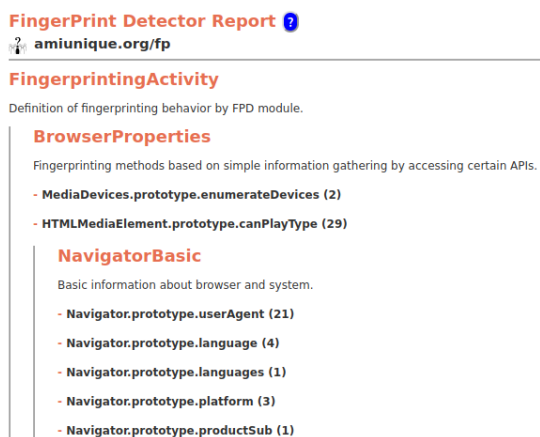 FingerPrint Detector Report ?
amiunique.org/fp
FingerprintingActivity
Definition of fingerprinting behavior by FPD module.
BrowserProperties
Fingerprinting methods based on simple information gathering by accessing certain APIs.
- MediaDevices.prototype.enumerateDevices (2)
- HTMLMediaElement.prototype.canPlayType (29)
NavigatorBasic
Basic information about browser and system.
- Navigator.prototype.userAgent (21)
- Navigator.prototype.language (4)
- Navigator.prototype.languages (1)
- Navigator.prototype.platform (3)
- Navigator.prototype.productSub (1)